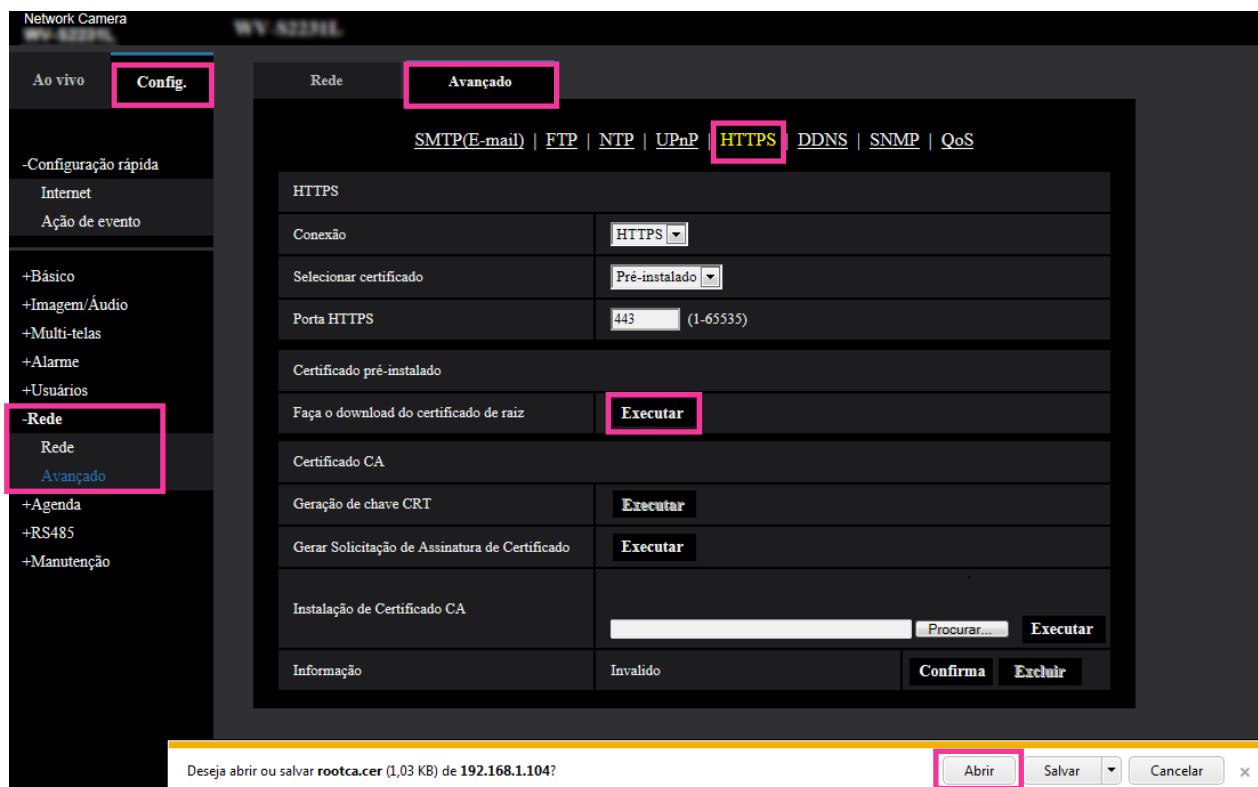 Network Camera
WV-S2231L WV-S2231L
Ao vivo Config. Rede Avançado
SMTP(E-mail) | FTP | NTP | UPnP | HTTPS | DDNS | SNMP | QoS
-Configuração rápida
Internet
Ação de evento
+Básico
+Imagem/Áudio
+Multi-telas
+Alarme
+Usuários
-Rede
Rede
Avançado
+Agenda
+RS485
+Manutenção
HTTPS
Conexão HTTPS
Selecionar certificado Pré-instalado
Porta HTTPS 443 (1-65535)
Certificado pré-instalado
Faça o download do certificado de raiz Executar
Certificado CA
Geração de chave CRT Executar
Gerar Solicitação de Assinatura de Certificado Executar
Instalação de Certificado CA Procurar... Executar
Informação Invalido Confirma Excluir
Deseja abrir ou salvar rootca.cer (1,03 KB) de 192.168.1.104? Abrir Salvar Cancelar